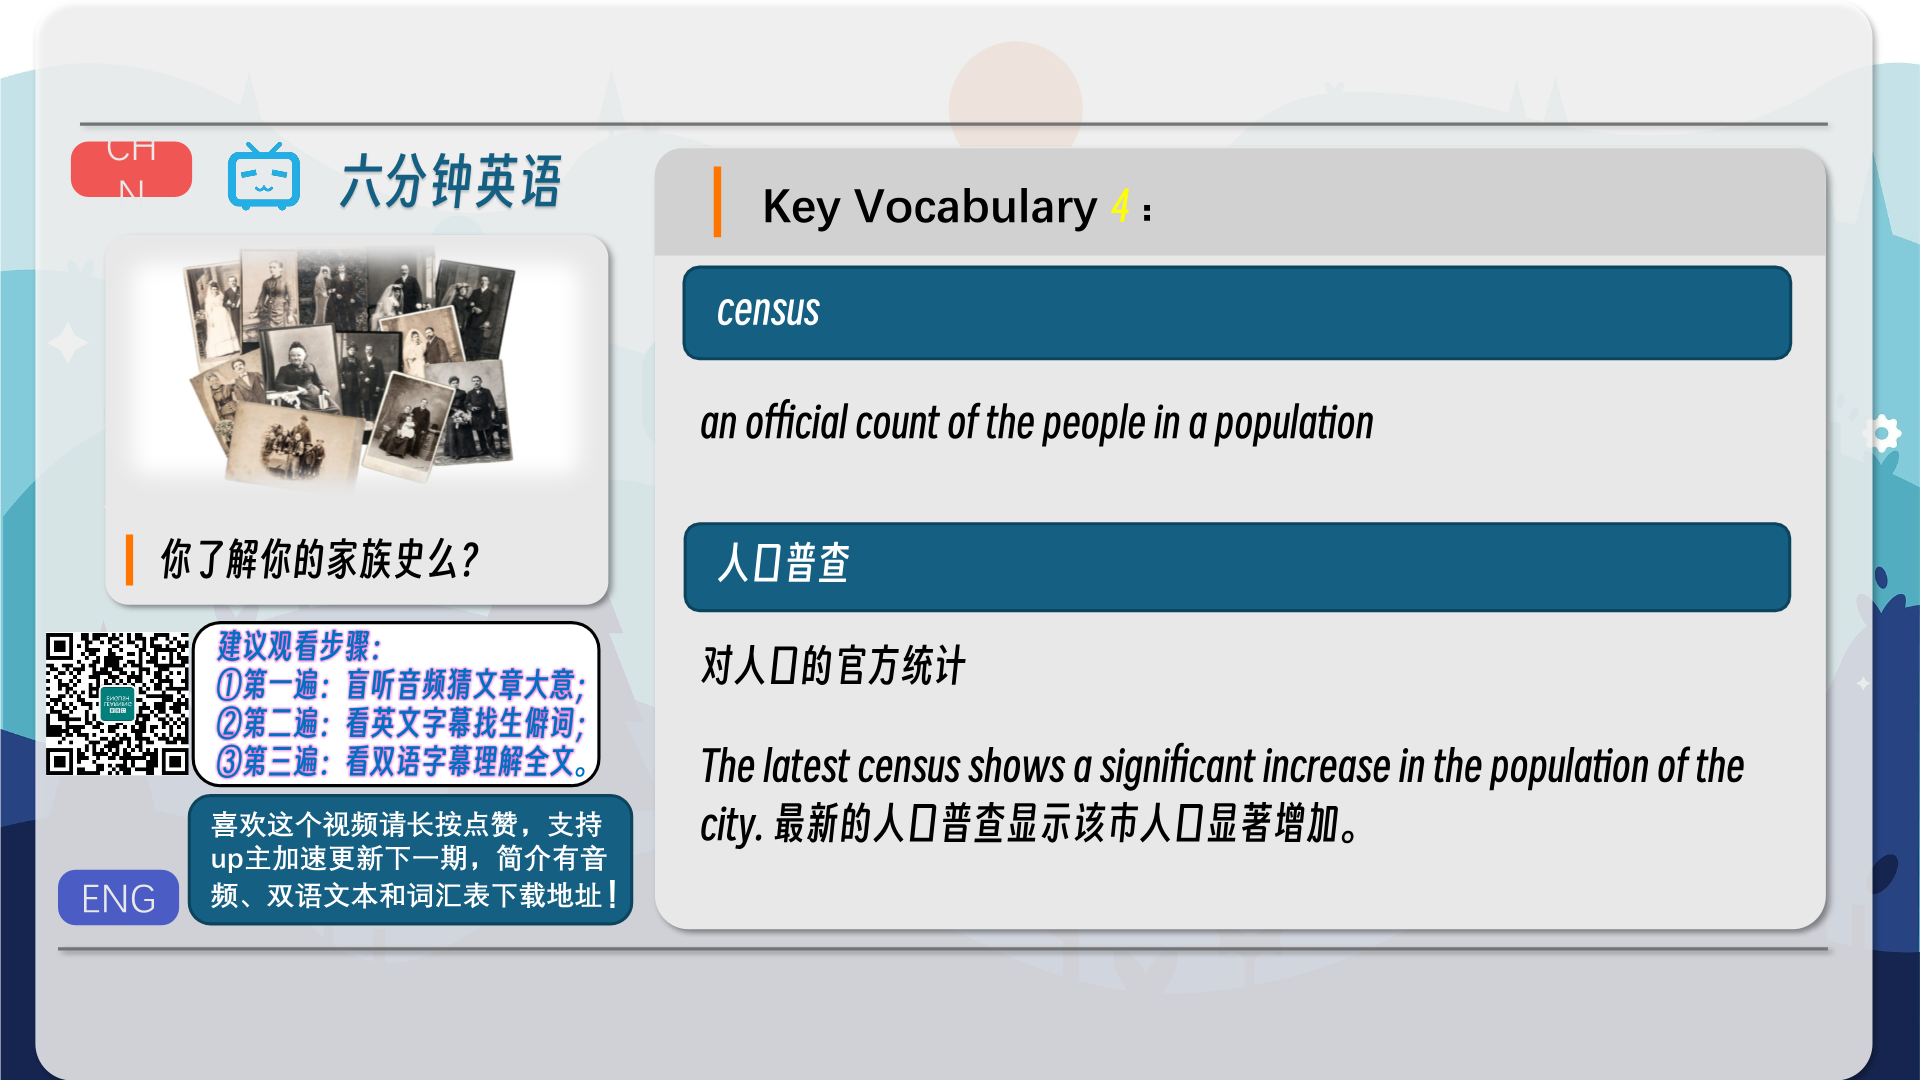 CH
N
六分钟英语
你了解你的家族史么?
建议观看步骤：
①第一遍：盲听音频猜文章大意;
②第二遍：看英文字幕找生僻词;
③第三遍：看双语字幕理解全文。
喜欢这个视频请长按点赞，支持
up主加速更新下一期，简介有音
频、双语文本和词汇表下载地址！
ENG
Key Vocabulary 4：
census
an official count of the people in a population
人口普查
对人口的官方统计
The latest census shows a significant increase in the population of the
city. 最新的人口普查显示该市人口显著增加。